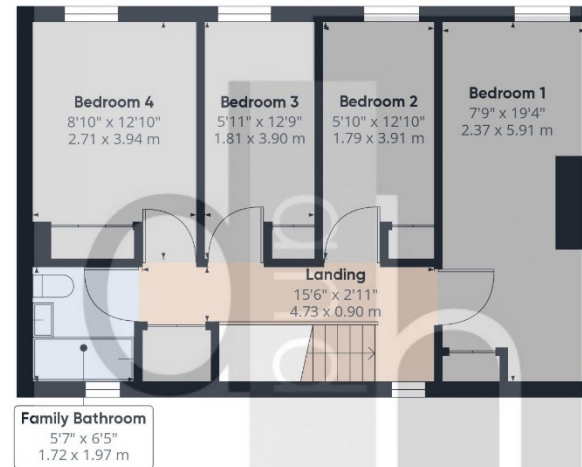 Bedroom 4
8'10" x 12'10"
2.71 x 3.94 m
Bedroom 3
5'11" x 12'9"
1.81 x 3.90 m
Bedroom 2
5'10" x 12'10"
1.79 x 3.91 m
Bedroom 1
7'9" x 19'4"
2.37 x 5.91 m
Landing
15'6" x 2'11"
4.73 x 0.90 m
Family Bathroom
5'7" x 6'5"
1.72 x 1.97 m